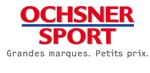 OCHSNER
SPORT
Grandes marques. Petits prix.